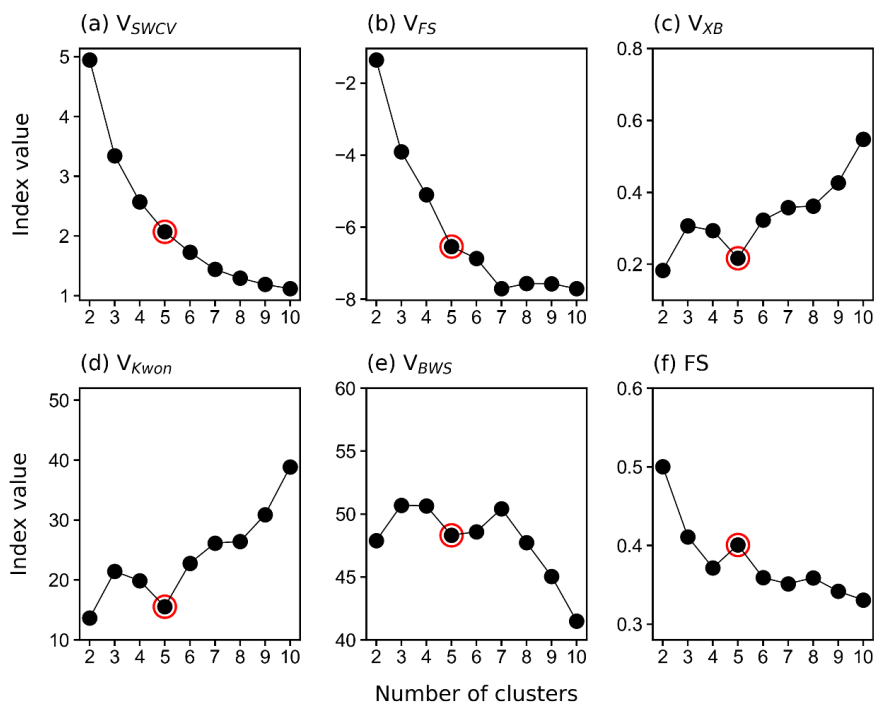 (a) V_SWCV
(b) V_FS
(c) V_XB
Index value
5
4
3
2
1
2 3 4 5 6 7 8 9 10
−2
−4
−6
−8
2 3 4 5 6 7 8 9 10
0.8
0.6
0.4
0.2
2 3 4 5 6 7 8 9 10
(d) V_Kwon
(e) V_BWS
(f) FS
Index value
50
40
30
20
10
2 3 4 5 6 7 8 9 10
60
55
50
45
40
2 3 4 5 6 7 8 9 10
0.6
0.5
0.4
0.3
2 3 4 5 6 7 8 9 10
Number of clusters